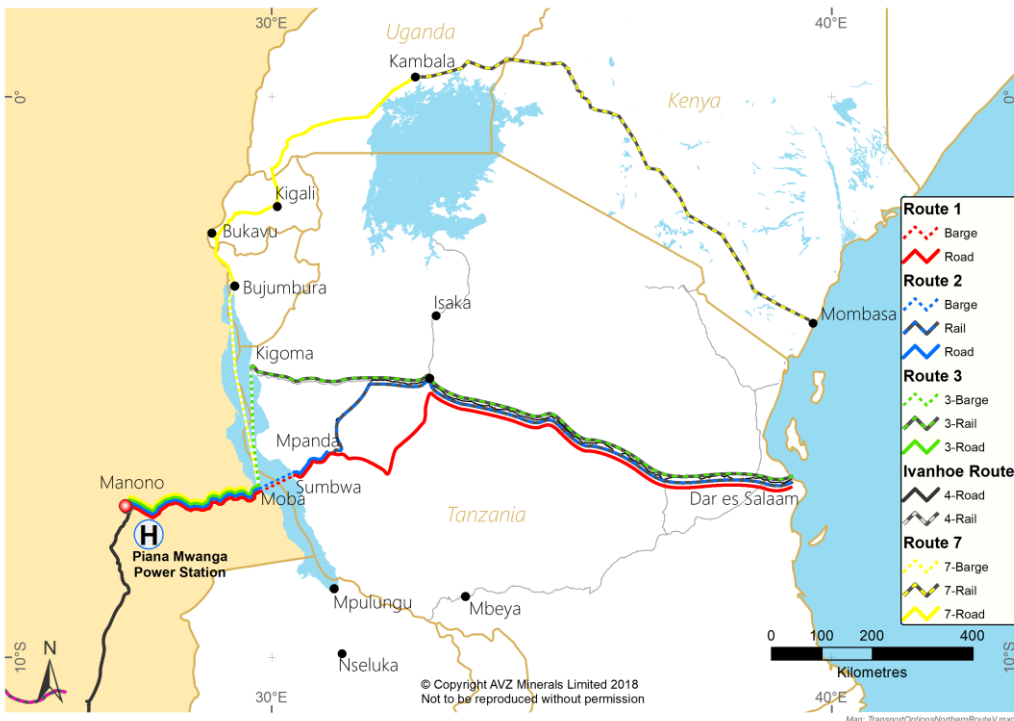 30°E
40°E
Uganda
Kambala
0°
Kenya
0°
Kigali
Bukavu
Bujumbura
Isaka
Mombasa
Kigoma
Mpanda
Manono
Sumbwa
Moba
Dar es Salaam
Tanzania
H
Piana Mwanga
Power Station
Mpulungu
Mbeya
Nseluka
Route 1
Barge
Road
Route 2
Barge
Rail
Road
Route 3
3-Barge
3-Rail
3-Road
Ivanhoe Route
4-Road
4-Rail
Route 7
7-Barge
7-Rail
7-Road
0 100 200 400
Kilometres
N
10°S
10°S
30°E
40°E
© Copyright AVZ Minerals Limited 2018
Not to be reproduced without permission
Map: TransportOptionsNorthernRouteV.mxd